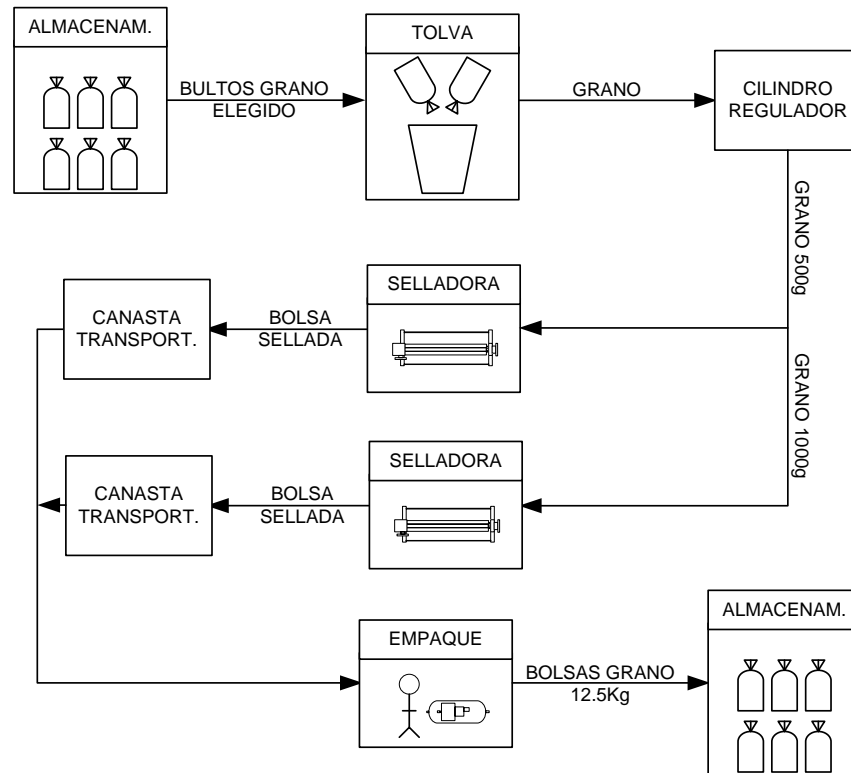 ALMACENAM.
BULTOS GRANO
ELEGIDO
TOLVA
GRANO
CILINDRO
REGULADOR
GRANO 500g
GRANO 1000g
SELLADORA
BOLSA
SELLADA
CANASTA
TRANSPORT.
SELLADORA
BOLSA
SELLADA
CANASTA
TRANSPORT.
EMPAQUE
BOLSAS GRANO
12.5Kg
ALMACENAM.